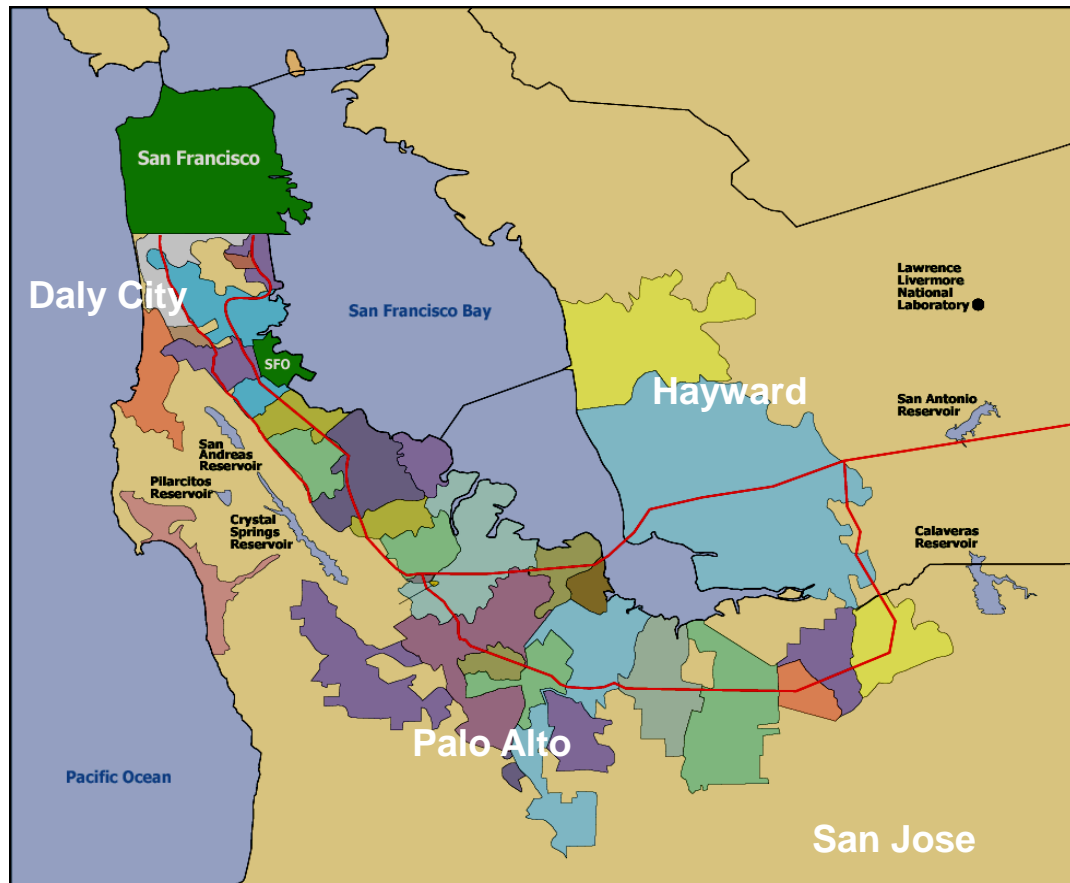 San Francisco
Daly City
San Francisco Bay
Lawrence
Livermore
National
Laboratory
SFO
Hayward
San Antonio
Reservoir
San
Andreas
Reservoir
Pilarcitos
Reservoir
Crystal
Springs
Reservoir
Calaveras
Reservoir
Palo Alto
Pacific Ocean
San Jose